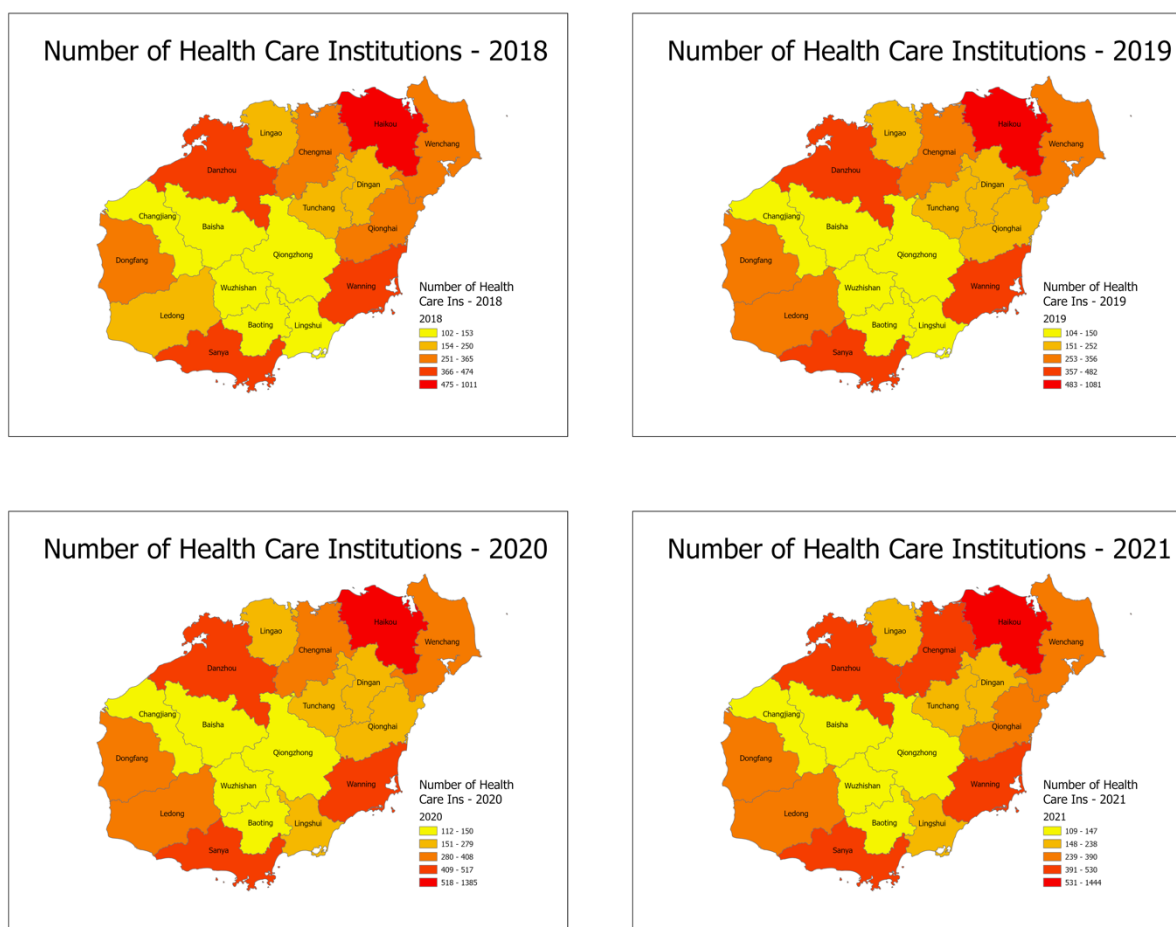 Number of Health Care Institutions - 2018
Lingao
Haikou
Wenchang
Chengmai
Danzhou
Dingan
Tunchang
Changjiang
Baisha
Qionghai
Qiongzhong
Dongfang
Wuzhishan
Wanning
Ledong
Baoting
Lingshui
Sanya
Number of Health
Care Ins - 2018
2018
102 - 153
154 - 250
251 - 365
366 - 474
475 - 1011
Number of Health Care Institutions - 2019
Lingao
Haikou
Wenchang
Chengmai
Danzhou
Dingan
Tunchang
Changjiang
Baisha
Qionghai
Qiongzhong
Dongfang
Wuzhishan
Wanning
Ledong
Baoting
Lingshui
Sanya
Number of Health
Care Ins - 2019
2019
104 - 150
151 - 252
253 - 356
357 - 482
483 - 1081
Number of Health Care Institutions - 2020
Lingao
Haikou
Wenchang
Chengmai
Danzhou
Dingan
Tunchang
Changjiang
Baisha
Qionghai
Qiongzhong
Dongfang
Wuzhishan
Wanning
Ledong
Baoting
Lingshui
Sanya
Number of Health
Care Ins - 2020
2020
112 - 150
151 - 279
280 - 408
409 - 517
518 - 1385
Number of Health Care Institutions - 2021
Lingao
Haikou
Wenchang
Chengmai
Danzhou
Dingan
Tunchang
Changjiang
Baisha
Qionghai
Qiongzhong
Dongfang
Wuzhishan
Wanning
Ledong
Baoting
Lingshui
Sanya
Number of Health
Care Ins - 2021
2021
109 - 147
148 - 238
239 - 390
391 - 530
531 - 1444